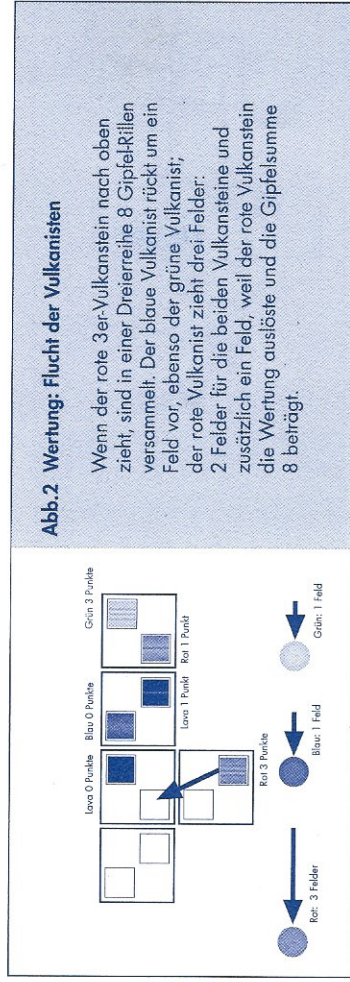 Abb.2 Wertung: Flucht der Vulkanisten
Wenn der rote 3er-Vulkanstein nach oben
zieht, sind in einer Dreierreihe 8 Gipfel-Rillen
versammelt. Der blaue Vulkanist rückt um ein
Feld vor, ebenso der grüne Vulkanist;
der rote Vulkanist zieht drei Felder:
2 Felder für die beiden Vulkansteine und
zusätzlich ein Feld, weil der rote Vulkanstein
die Wertung auslöste und die Gipfelsumme
8 beträgt.
Lava 0 Punkte
Blau 0 Punkte
Grün 3 Punkte
Lava 1 Punkt
Rot 1 Punkt
Rot 3 Punkte
Rot: 3 Felder
Blau: 1 Feld
Grün: 1 Feld